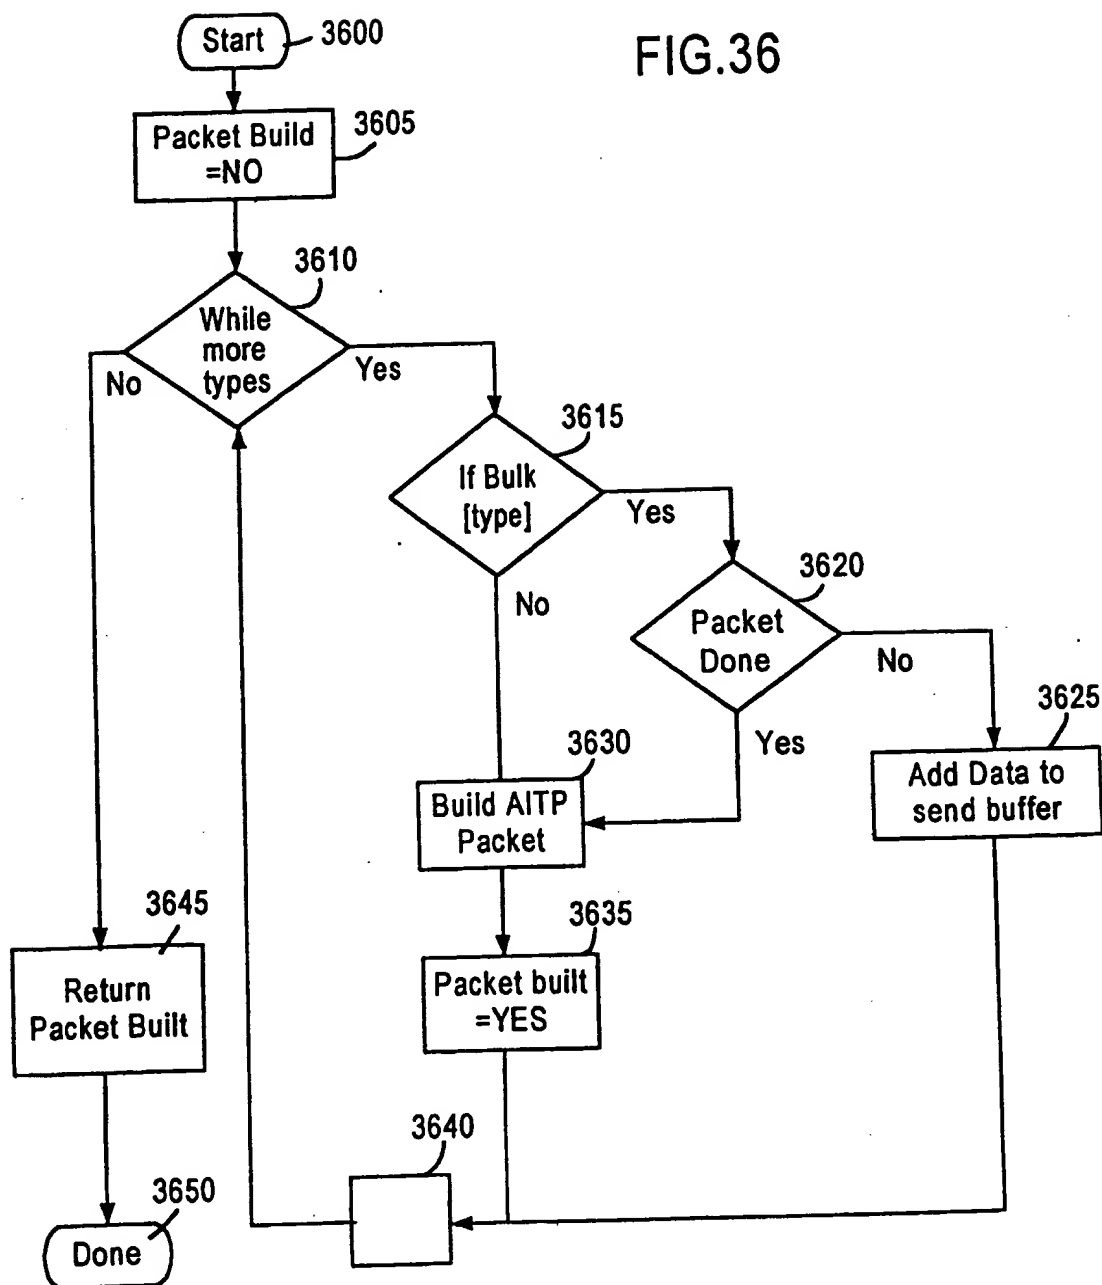 FIG.36
Start
3600
Packet Build
=NO
3605
While
more
types
3610
No
Yes
If Bulk
[type]
3615
Yes
No
Packet
Done
3620
No
Yes
Add Data to
send buffer
3625
Build AITP
Packet
3630
Packet built
=YES
3635
3640
Return
Packet Built
3645
Done
3650